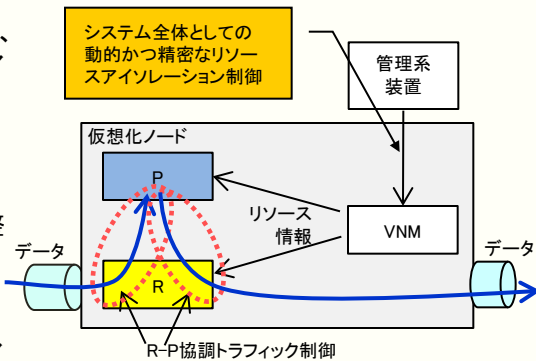 システム全体としての
動的かつ精密なリソー
スアイソレーション制御
管理系
装置
仮想化ノード
P
リソース
情報
VNM
整
データ
データ
R
R-P協調トラフィック制御